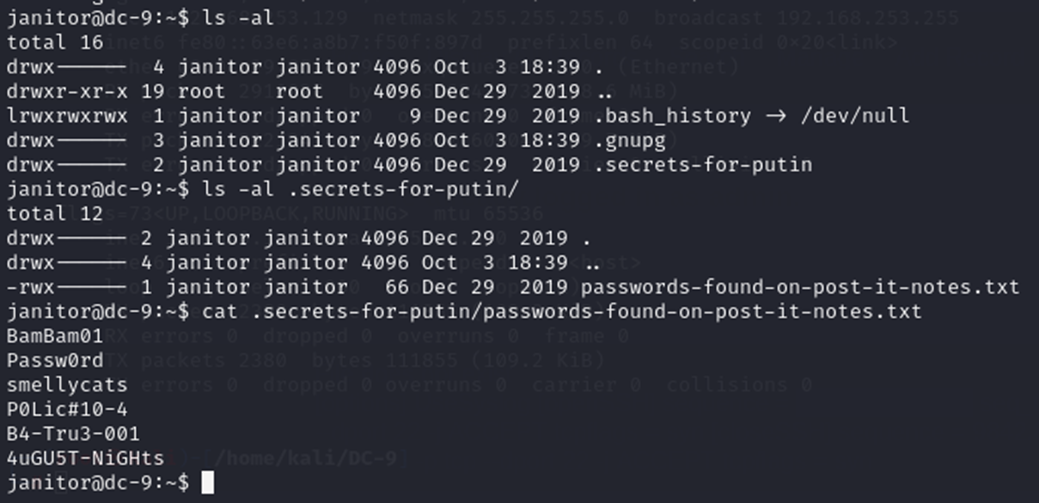 janitor@dc-9:~$ ls -al
total 16
drwx------ 4 janitor janitor 4096 Oct 3 18:39 .
drwxr-xr-x 19 root root 4096 Dec 29 2019 ..
lrwxrwxrwx 1 janitor janitor 9 Dec 29 2019 .bash_history -> /dev/null
drwx------ 3 janitor janitor 4096 Oct 3 18:39 .gnupg
drwx------ 2 janitor janitor 4096 Dec 29 2019 .secrets-for-putin
janitor@dc-9:~$ ls -al .secrets-for-putin/
total 12
drwx------ 2 janitor janitor 4096 Dec 29 2019 .
drwx------ 4 janitor janitor 4096 Oct 3 18:39 ..
-rwx------ 1 janitor janitor 66 Dec 29 2019 passwords-found-on-post-it-notes.txt
janitor@dc-9:~$ cat .secrets-for-putin/passwords-found-on-post-it-notes.txt
BamBam01
Passw0rd
smellycats
P0Lic#10-4
B4-Tru3-001
4uGU5T-NiGHts
janitor@dc-9:~$